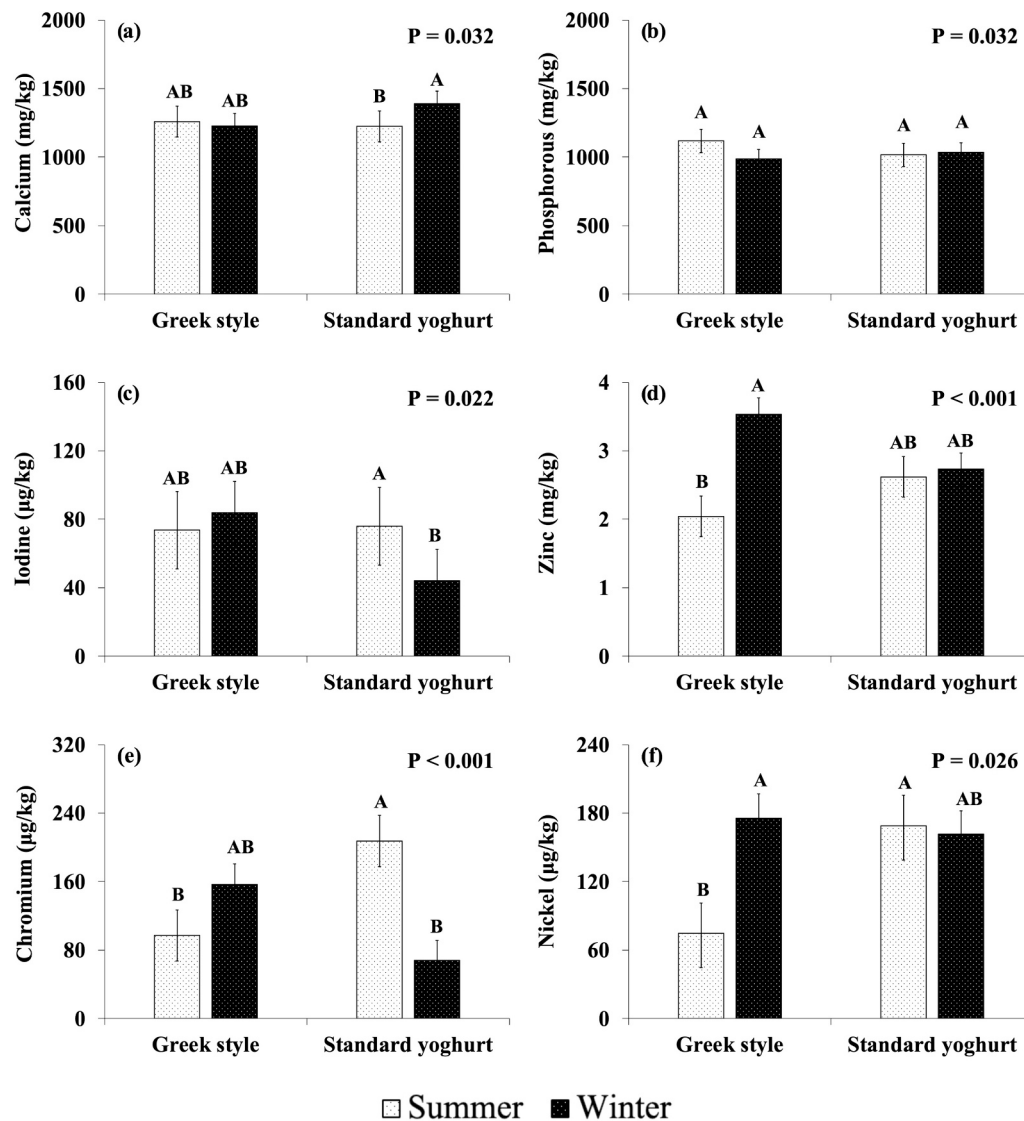 (a)
P = 0.032
Calcium (mg/kg)
2000
1500
1000
500
0
AB
AB
B
A
Greek style
Standard yoghurt
(b)
P = 0.032
Phosphorous (mg/kg)
2000
1500
1000
500
0
A
A
A
A
Greek style
Standard yoghurt
(c)
P = 0.022
Iodine (µg/kg)
160
120
80
40
0
AB
AB
A
B
Greek style
Standard yoghurt
(d)
P < 0.001
Zinc (mg/kg)
4
3
2
1
0
B
A
AB
AB
Greek style
Standard yoghurt
(e)
P < 0.001
Chromium (µg/kg)
320
240
160
80
0
B
AB
A
B
Greek style
Standard yoghurt
(f)
P = 0.026
Nickel (µg/kg)
240
180
120
60
0
B
A
A
AB
Greek style
Standard yoghurt
Summer Winter